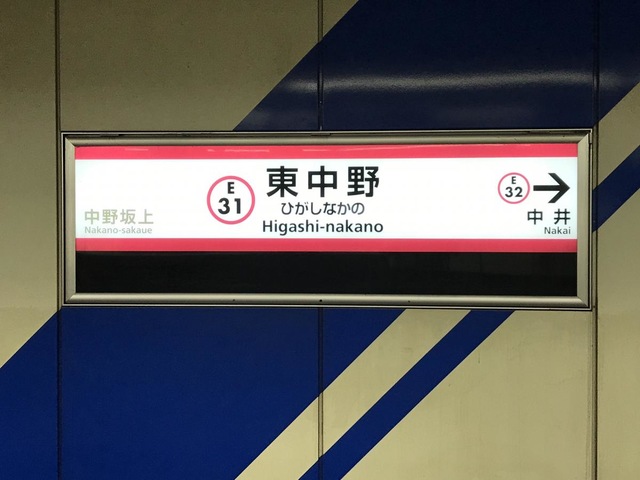 E
31
東中野
ひがしなかの
Higashi-nakano
中野坂上
Nakano-sakaue
E
32
中井
Nakai